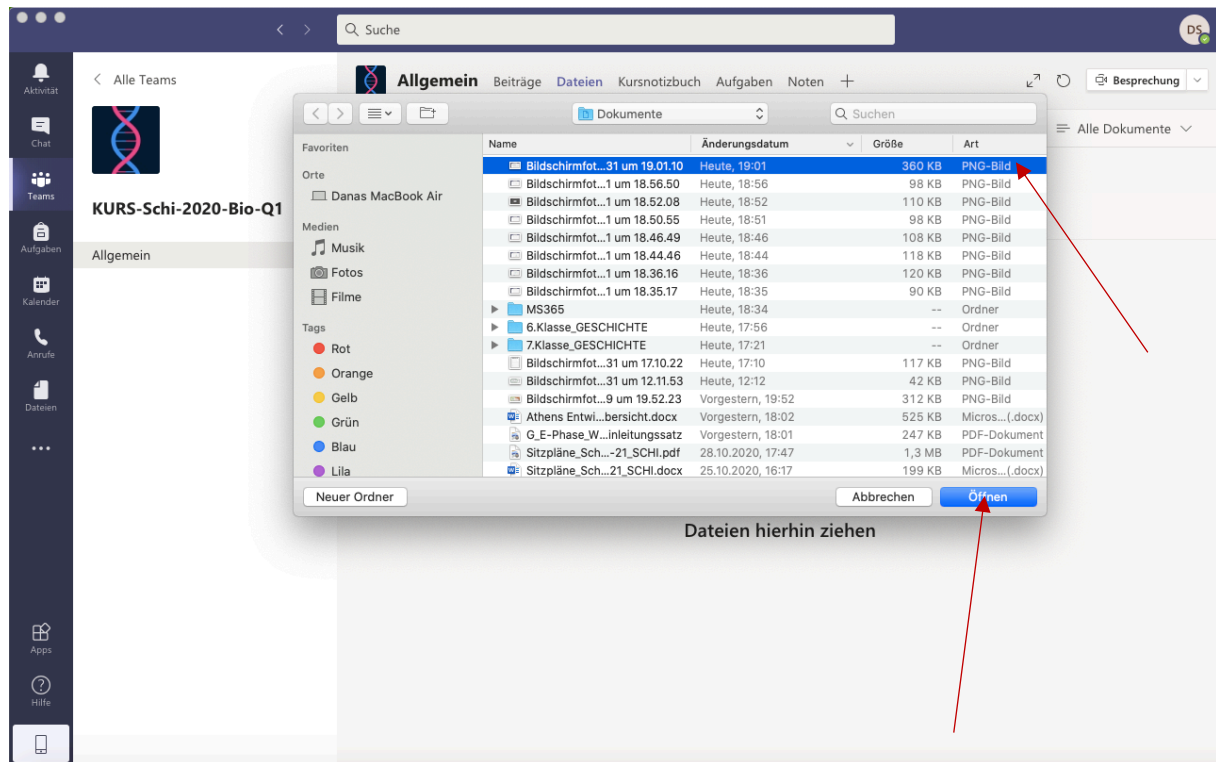 Suche
DS
Aktivität
Chat
Teams
Aufgaben
Kalender
Anrufe
Dateien
Apps
Hilfe
Alle Teams
KURS-Schi-2020-Bio-Q1
Allgemein
Allgemein Beiträge Dateien Kursnotizbuch Aufgaben Noten
Besprechung
Alle Dokumente
Dokumente
Suchen
Favoriten
Orte
Danas MacBook Air
Medien
Musik
Fotos
Filme
Tags
Rot
Orange
Gelb
Grün
Blau
Lila
Name Änderungsdatum Größe Art
Bildschirmfot...31 um 19.01.10 Heute, 19:01 360 KB PNG-Bild
Bildschirmfot...1 um 18.56.50 Heute, 18:56 98 KB PNG-Bild
Bildschirmfot...1 um 18.52.08 Heute, 18:52 110 KB PNG-Bild
Bildschirmfot...1 um 18.50.55 Heute, 18:51 98 KB PNG-Bild
Bildschirmfot...1 um 18.46.49 Heute, 18:46 108 KB PNG-Bild
Bildschirmfot...1 um 18.44.46 Heute, 18:44 118 KB PNG-Bild
Bildschirmfot...1 um 18.36.16 Heute, 18:36 120 KB PNG-Bild
Bildschirmfot...1 um 18.35.17 Heute, 18:35 90 KB PNG-Bild
MS365 Heute, 18:34 -- Ordner
6.Klasse_GESCHICHTE Heute, 17:56 -- Ordner
7.Klasse_GESCHICHTE Heute, 17:21 -- Ordner
Bildschirmfot...31 um 17.10.22 Heute, 17:10 117 KB PNG-Bild
Bildschirmfot...31 um 12.11.53 Heute, 12:12 42 KB PNG-Bild
Bildschirmfot...9 um 19.52.23 Vorgestern, 19:52 312 KB PNG-Bild
Athens Entwi...bersicht.docx Vorgestern, 18:02 525 KB Micros...(.docx)
G_E-Phase_W...inleitungssatz Vorgestern, 18:01 247 KB PDF-Dokument
Sitzpläne_Sch...-21_SCHI.pdf 28.10.2020, 17:47 1,3 MB PDF-Dokument
Sitzpläne_Sch...21_SCHI.docx 25.10.2020, 16:17 199 KB Micros...(.docx)
Neuer Ordner
Abbrechen
Öffnen
Dateien hierhin ziehen